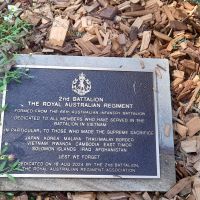 2nd BATTALION
THE ROYAL AUSTRALIAN REGIMENT
FORMED FROM THE 66th AUSTRALIAN INFANTRY BATTALION
DEDICATED TO ALL MEMBERS WHO HAVE SERVED IN THE
BATTALION IN VIETNAM
IN PARTICULAR, TO THOSE WHO MADE THE SUPREME SACRIFICE
JAPAN KOREA MALAYA THAI/MALAY BORDER
VIETNAM RWANDA CAMBODIA EAST TIMOR
SOLOMON ISLANDS IRAQ AFGHANISTAN
LEST WE FORGET
DEDICATED ON 18 AUG 2024 BY THE 2ND BATTALION,
THE ROYAL AUSTRALIAN REGIMENT ASSOCIATION